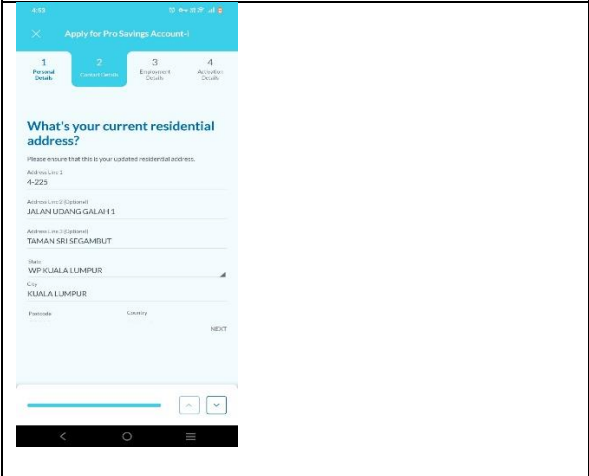 4:53
Apply for Pro Savings Account-i
1 2 3 4
Personal Details
Contact Details
Employment Details
Activation Details
What's your current residential
address?
Please ensure that this is your updated residential address.
Address Line 1
4-225
Address Line 2 (Optional)
JALAN UDANG GALAH 1
Address Line 3 (Optional)
TAMAN SRI SEGAMBUT
State
WP KUALA LUMPUR
City
KUALA LUMPUR
Postcode Country
NEXT